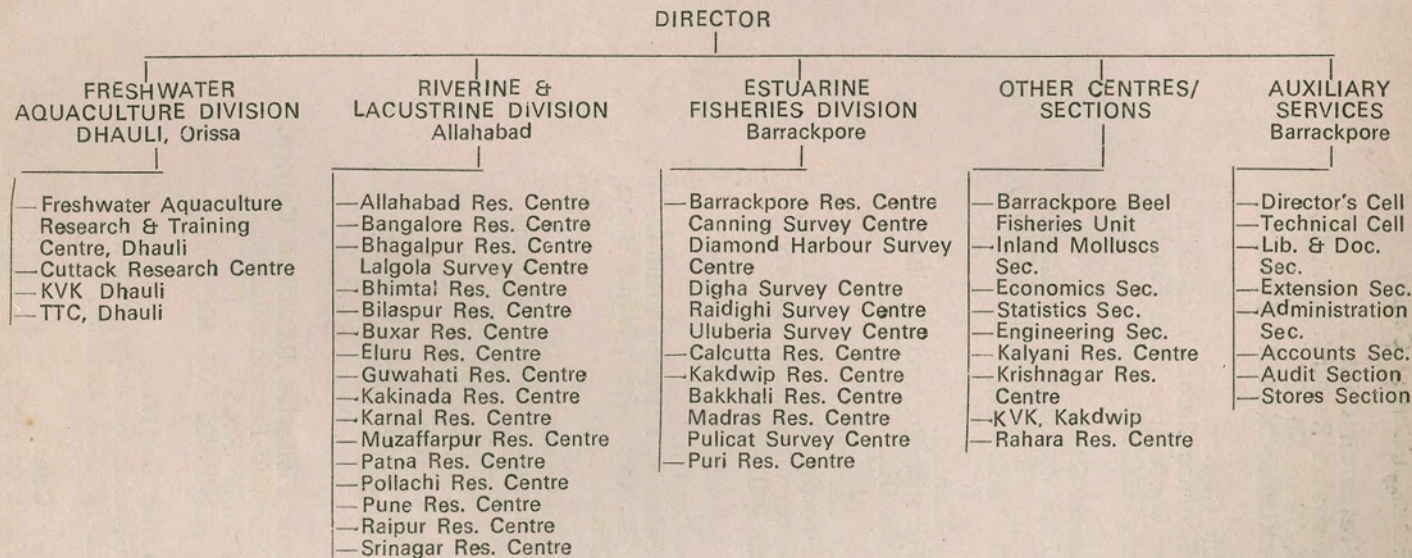 DIRECTOR
FRESHWATER
AQUACULTURE DIVISION
DHAULI, Orissa
Freshwater Aquaculture
Research & Training
Centre, Dhauli
Cuttack Research Centre
KVK Dhauli
TTC, Dhauli
RIVERINE &
LACUSTRINE DIVISION
Allahabad
Allahabad Res. Centre
Bangalore Res. Centre
Bhagalpur Res. Centre
Lalgola Survey Centre
Bhimtal Res. Centre
Bilaspur Res. Centre
Buxar Res. Centre
Eluru Res. Centre
Guwahati Res. Centre
Kakinada Res. Centre
Karnal Res. Centre
Muzaffarpur Res. Centre
Patna Res. Centre
Pollachi Res. Centre
Pune Res. Centre
Raipur Res. Centre
Srinagar Res. Centre
ESTUARINE
FISHERIES DIVISION
Barrackpore
Barrackpore Res. Centre
Canning Survey Centre
Diamond Harbour Survey
Centre
Digha Survey Centre
Raidighi Survey Centre
Uluberia Survey Centre
Calcutta Res. Centre
Kakdwip Res. Centre
Bakkhali Res. Centre
Madras Res. Centre
Pulicat Survey Centre
Puri Res. Centre
OTHER CENTRES/
SECTIONS
Barrackpore Beel
Fisheries Unit
Inland Molluscs
Sec.
Economics Sec.
Statistics Sec.
Engineering Sec.
Kalyani Res. Centre
Krishnagar Res.
Centre
KVK, Kakdwip
Rahara Res. Centre
AUXILIARY
SERVICES
Barrackpore
Director's Cell
Technical Cell
Lib. & Doc.
Sec.
Extension Sec.
Administration
Sec.
Accounts Sec.
Audit Section
Stores Section